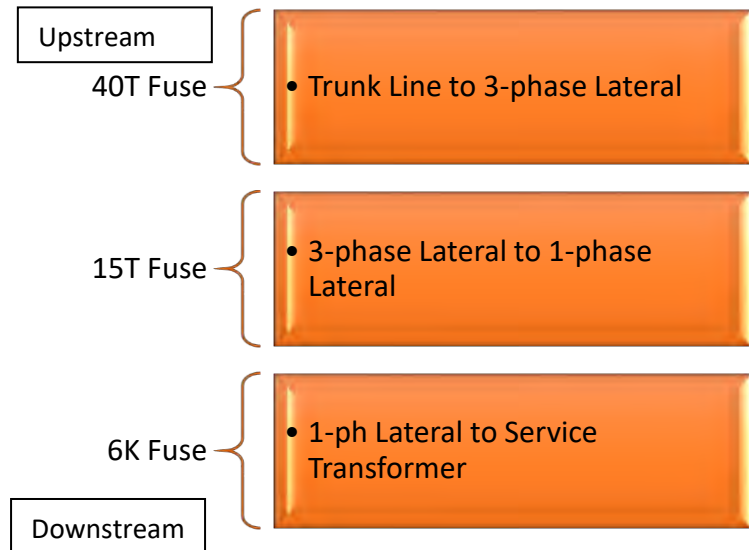 Upstream
40T Fuse
• Trunk Line to 3-phase Lateral
15T Fuse
• 3-phase Lateral to 1-phase
Lateral
6K Fuse
• 1-ph Lateral to Service
Transformer
Downstream